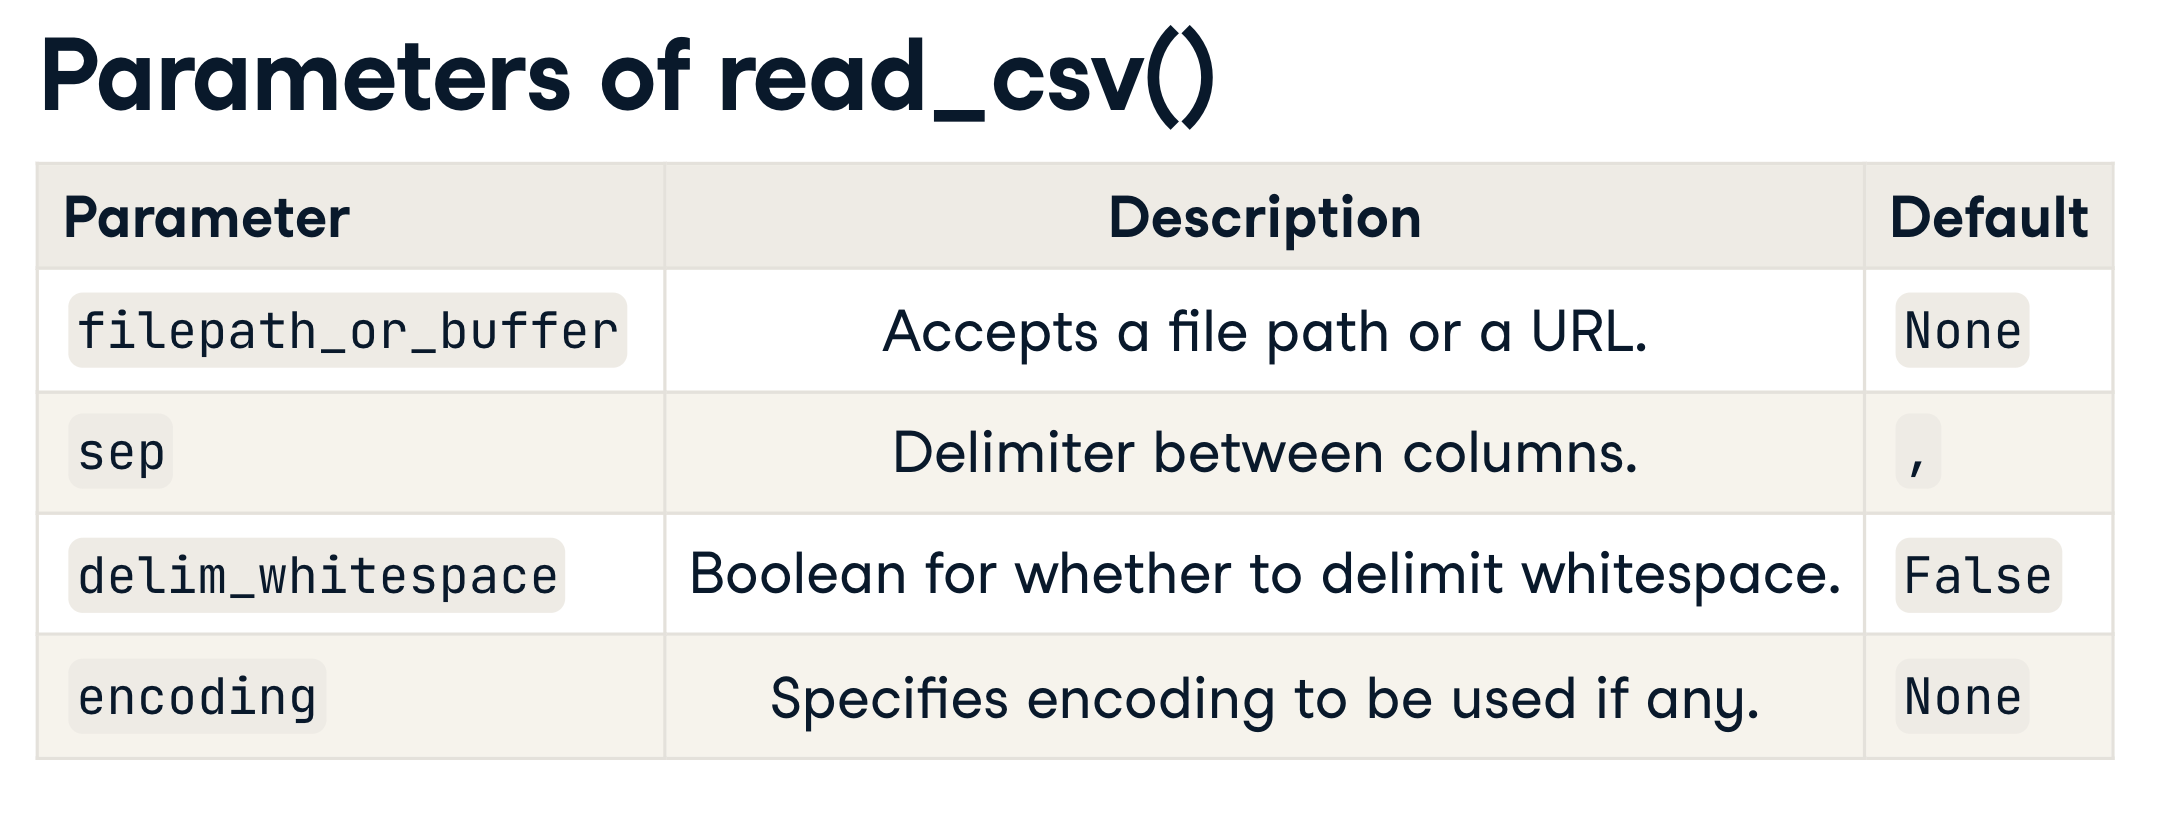 Parameters of read_csv()
Parameter Description Default
filepath_or_buffer Accepts a file path or a URL. None
sep Delimiter between columns. ,
delim_whitespace Boolean for whether to delimit whitespace. False
encoding Specifies encoding to be used if any. None